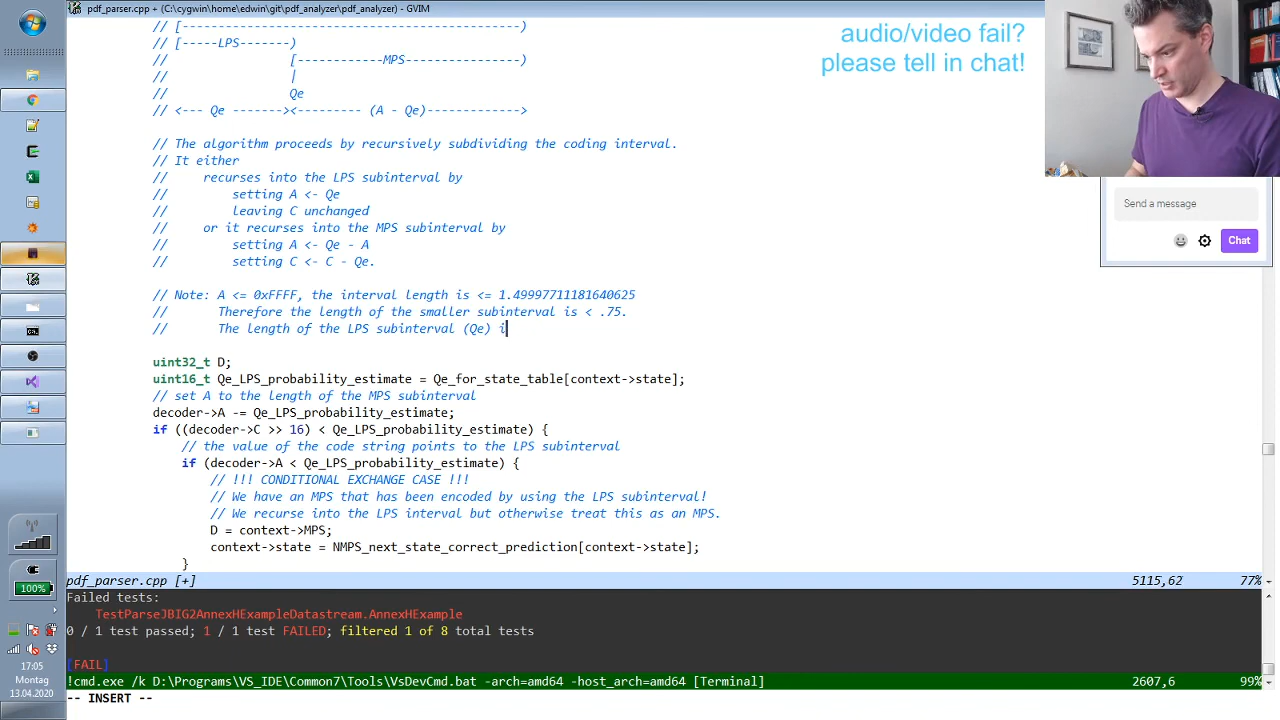 pdf_parser.cpp + (C:\cygwin\home\edwin\git\pdf_analyzer\pdf_analyzer) - GVIM
// [-----------------------------------------------)
// [-----LPS-------)
//                 [------------MPS----------------)
//                 |
//                 Qe
// <--- Qe -------><--------- (A - Qe)------------->
// The algorithm proceeds by recursively subdividing the coding interval.
// It either
//     recurses into the LPS subinterval by
//         setting A <- Qe
//         leaving C unchanged
//     or it recurses into the MPS subinterval by
//         setting A <- Qe - A
//         setting C <- C - Qe.
// Note: A <= 0xFFFF, the interval length is <= 1.49997711181640625
//       Therefore the length of the smaller subinterval is < .75.
//       The length of the LPS subinterval (Qe) i
uint32_t D;
uint16_t Qe_LPS_probability_estimate = Qe_for_state_table[context->state];
// set A to the length of the MPS subinterval
decoder->A -= Qe_LPS_probability_estimate;
if ((decoder->C >> 16) < Qe_LPS_probability_estimate) {
// the value of the code string points to the LPS subinterval
if (decoder->A < Qe_LPS_probability_estimate) {
// !!! CONDITIONAL EXCHANGE CASE !!!
// We have an MPS that has been encoded by using the LPS subinterval!
// We recurse into the LPS interval but otherwise treat this as an MPS.
D = context->MPS;
context->state = NMPS_next_state_correct_prediction[context->state];
}
pdf_parser.cpp [+] 5115,62 77%
Failed tests:
TestParseJBIG2AnnexHExampleDatastream.AnnexHExample
0 / 1 test passed; 1 / 1 test FAILED; filtered 1 of 8 total tests
[FAIL]
!cmd.exe /k D:\Programs\VS_IDE\Common7\Tools\VsDevCmd.bat -arch=amd64 -host_arch=amd64 [Terminal] 2607,6 99%
-- INSERT --
audio/video fail?
please tell in chat!
Send a message
Chat
100%
17:05
Montag
13.04.2020